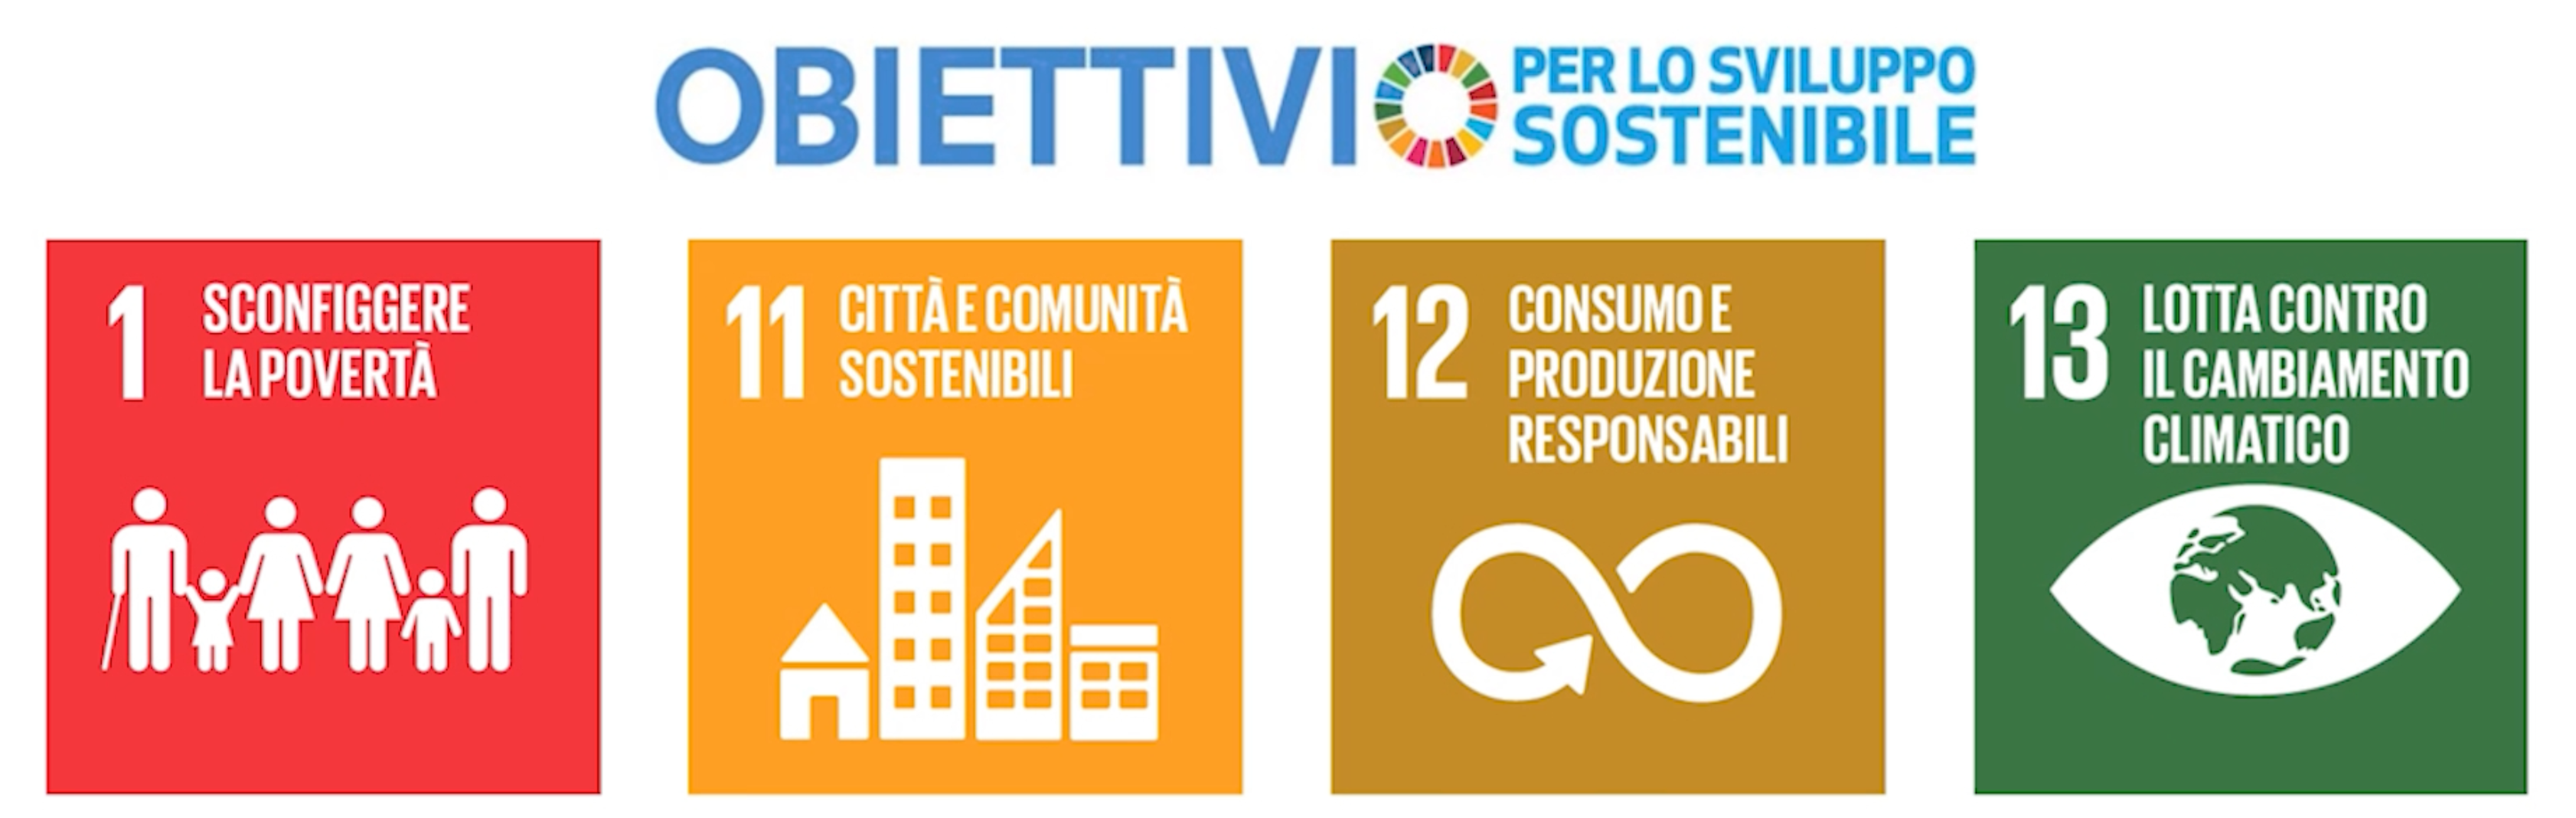 OBIETTIVI
PER LO SVILUPPO
SOSTENIBILE
1
SCONFIGGERE
LA POVERTÀ
11
CITTÀ E COMUNITÀ
SOSTENIBILI
12
CONSUMO E
PRODUZIONE
RESPONSABILI
13
LOTTA CONTRO
IL CAMBIAMENTO
CLIMATICO